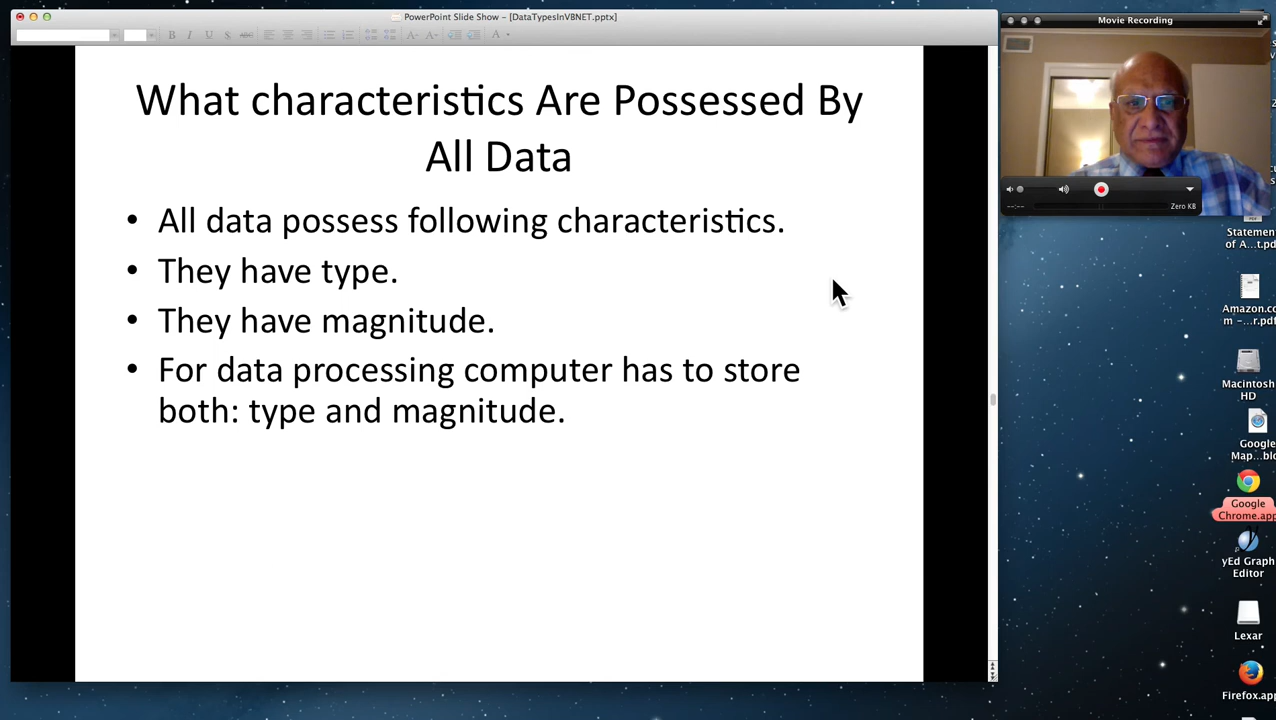 PowerPoint Slide Show – [DataTypesInVBNET.pptx]
What characteristics Are Possessed By
All Data
• All data possess following characteristics.
• They have type.
• They have magnitude.
• For data processing computer has to store
both: type and magnitude.
Movie Recording
--:--
Zero KB
Statement
of A...t.pdf
Amazon.co
m -...r.pdf
Macintosh
HD
Google
Map...blo
Google
Chrome.app
yEd Graph
Editor
Lexar
Firefox.app